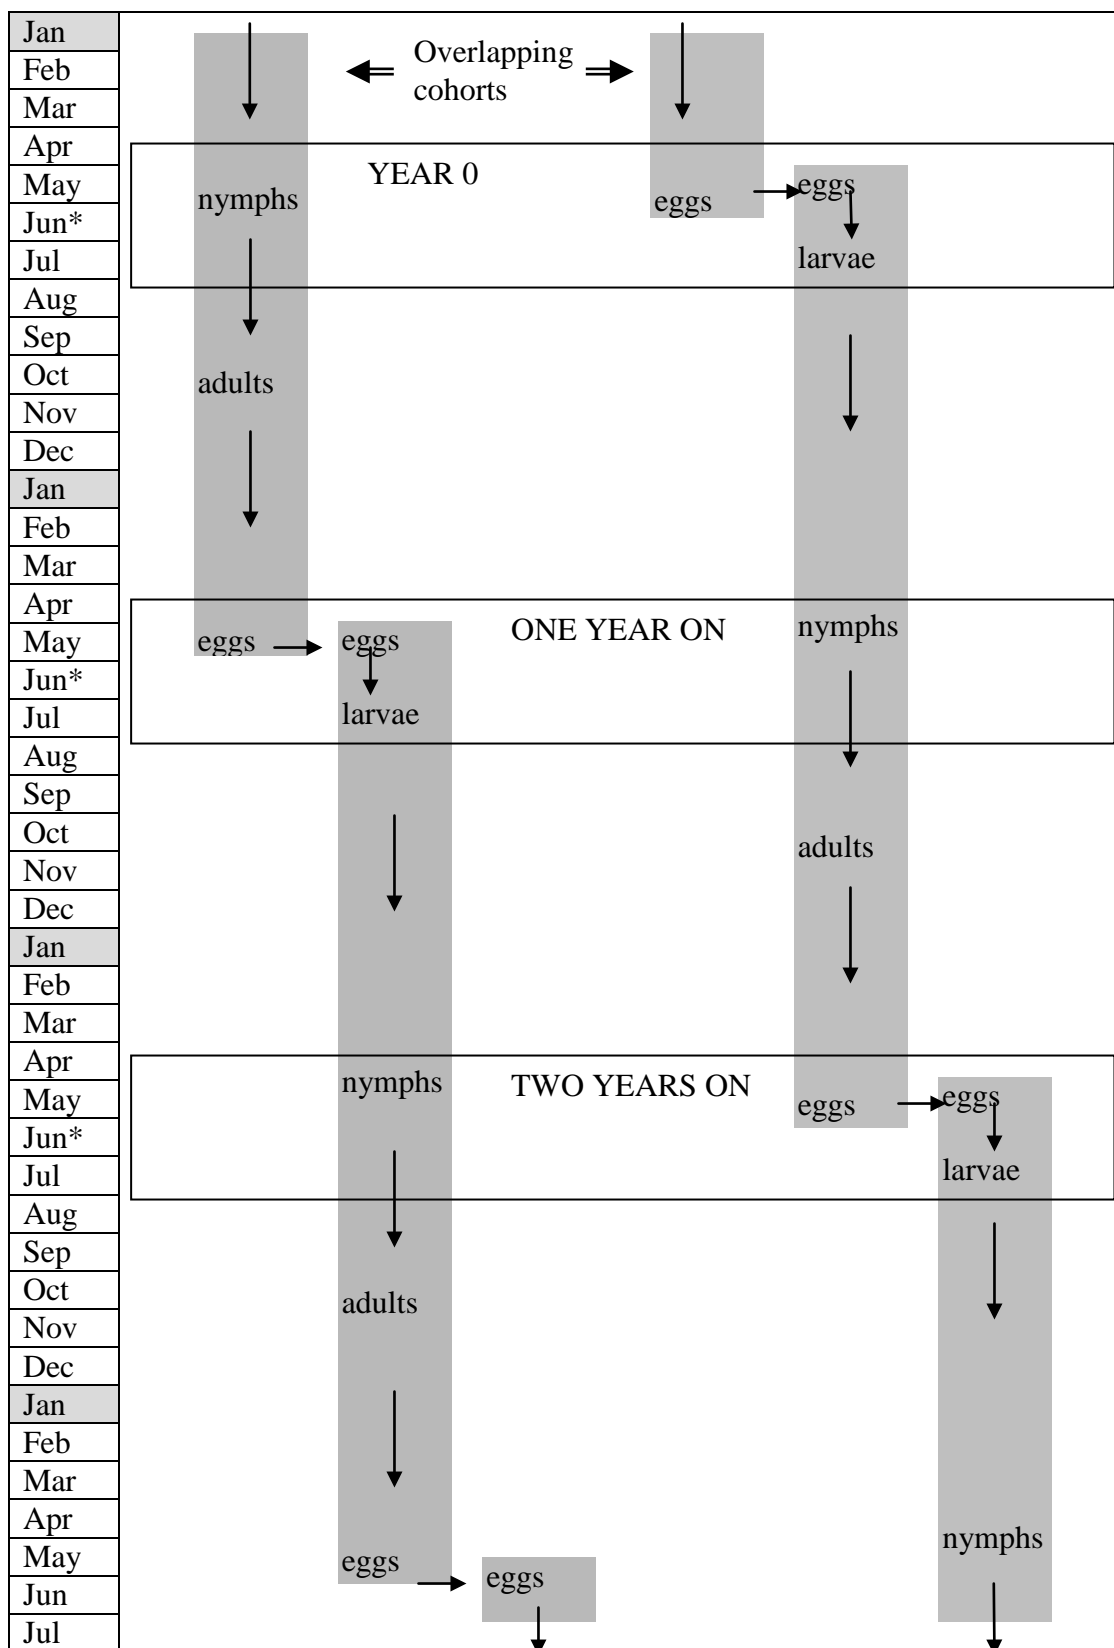 Jan
Feb
Overlapping
cohorts
Mar
Apr
YEAR 0
May
nymphs
eggs
eggs
Jun*
Jul
larvae
Aug
Sep
Oct
adults
Nov
Dec
Jan
Feb
Mar
Apr
May
eggs
eggs
ONE YEAR ON
nymphs
Jun*
Jul
larvae
Aug
Sep
Oct
adults
Nov
Dec
Jan
Feb
Mar
Apr
nymphs
TWO YEARS ON
May
eggs
eggs
Jun*
Jul
larvae
Aug
Sep
Oct
adults
Nov
Dec
Jan
Feb
Mar
Apr
nymphs
May
eggs
eggs
Jun
Jul